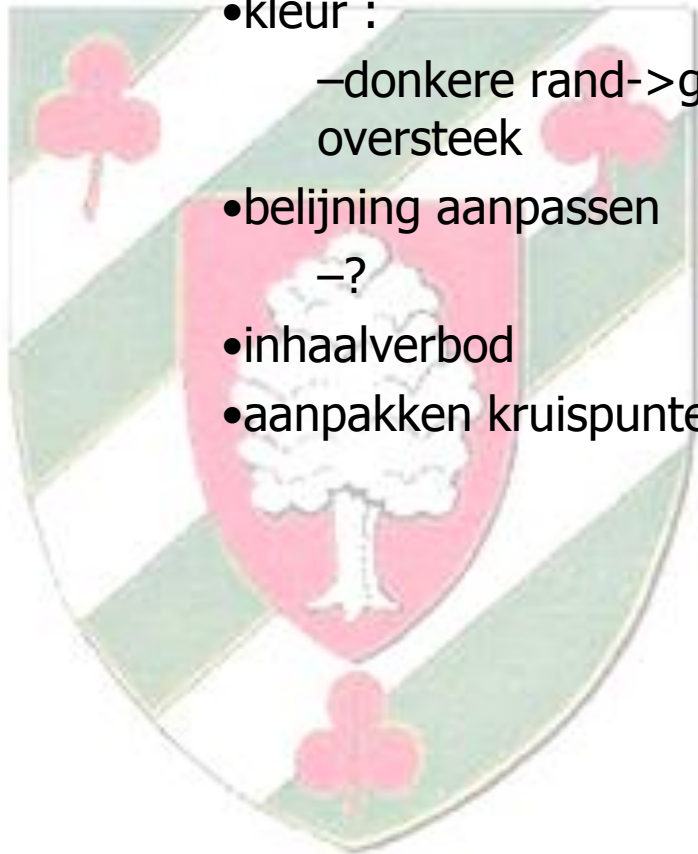 •kleur :
–donkere rand->g
oversteek
•belijning aanpassen
–?
•inhaalverbod
•aanpakken kruispunte